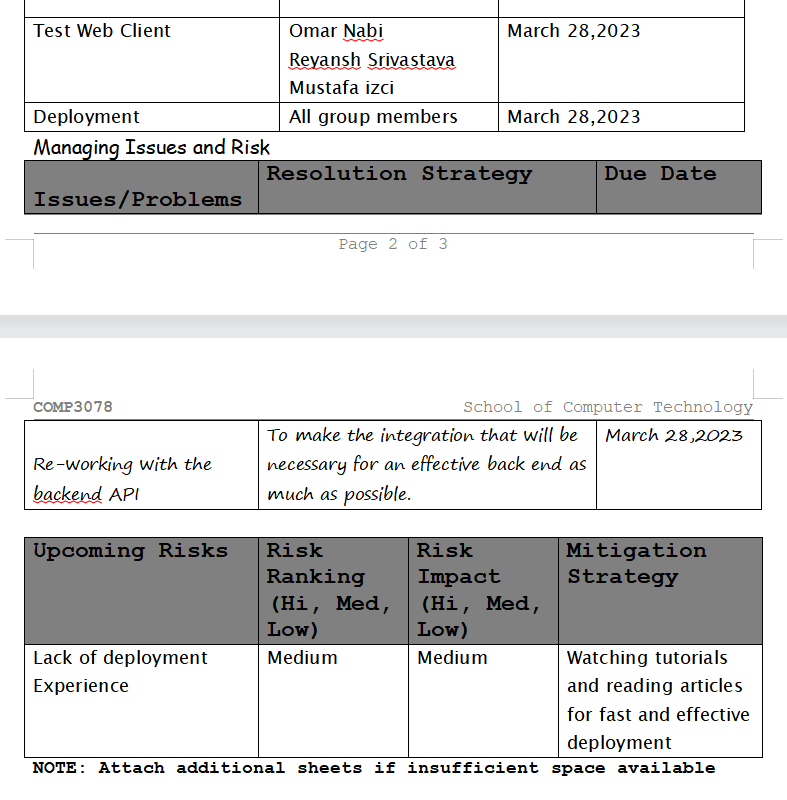 Test Web Client Omar Nabi March 28,2023
Reyansh Srivastava
Mustafa izci
Deployment All group members March 28,2023
Managing Issues and Risk
Issues/Problems Resolution Strategy Due Date
Page 2 of 3
COMP3078 School of Computer Technology
Re-working with the
backend API
To make the integration that will be
necessary for an effective back end as
much as possible.
March 28,2023
Upcoming Risks
Risk
Ranking
(Hi, Med,
Low)
Risk
Impact
(Hi, Med,
Low)
Mitigation
Strategy
Lack of deployment
Experience
Medium
Medium
Watching tutorials
and reading articles
for fast and effective
deployment
NOTE: Attach additional sheets if insufficient space available